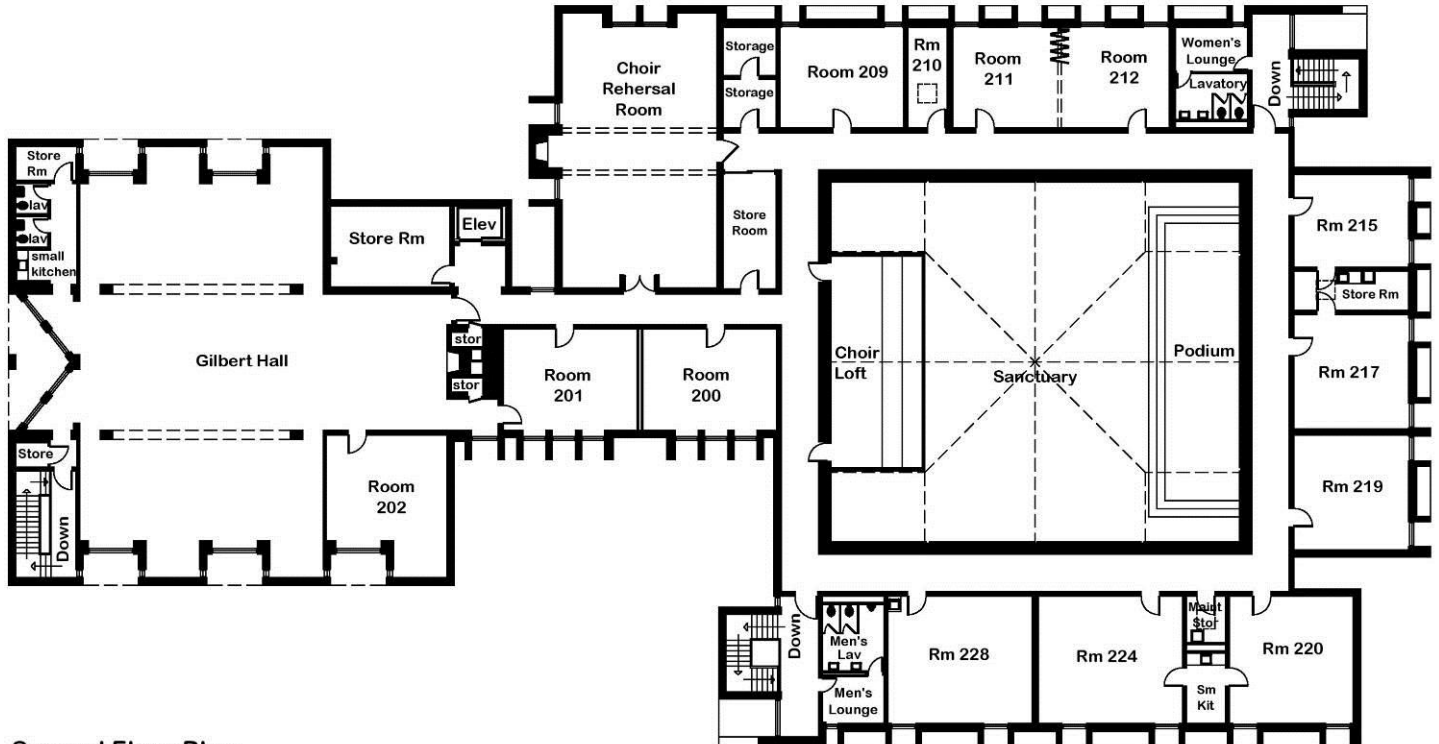 Choir
Rehersal
Room
Storage
Storage
Room 209
Rm
210
Room
211
Room
212
Women's
Lounge
Lavatory
Down
Store
Rm
lav
lav
small
kitchen
Store Rm
Elev
Store
Room
Rm 215
Store Rm
Gilbert Hall
stor
stor
Room
201
Room
200
Choir
Loft
Sanctuary
Podium
Rm 217
Store
Down
Room
202
Rm 219
Down
Men's
Lav
Men's
Lounge
Rm 228
Rm 224
Maint
Stor
Sm
Kit
Rm 220